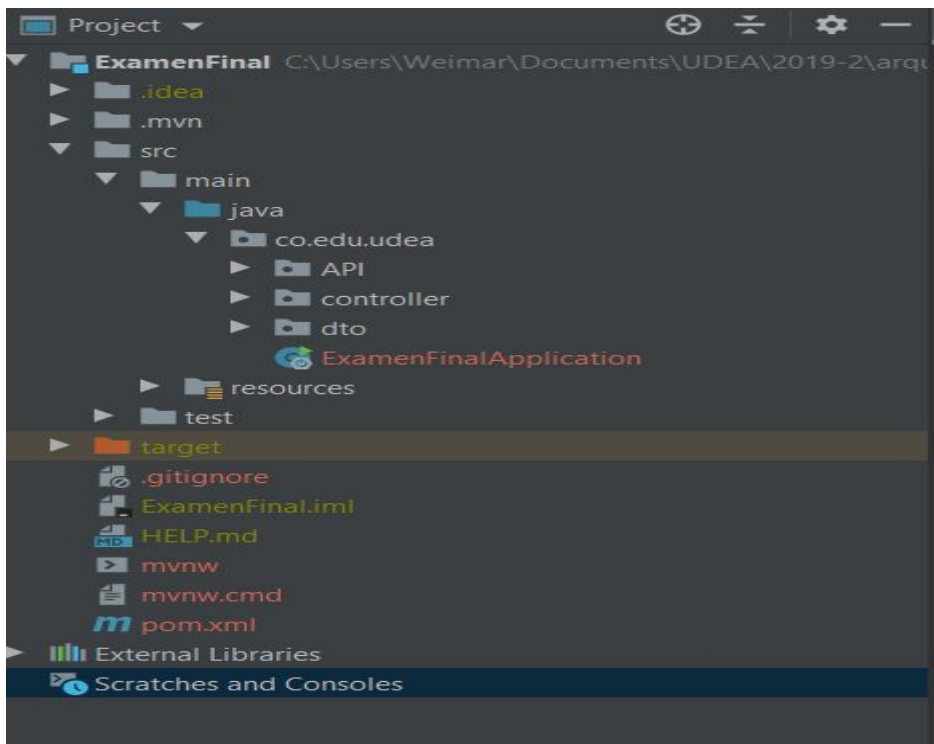 Project
ExamenFinal C:\Users\Weimar\Documents\UDEA\2019-2\arqu
.idea
.mvn
src
main
java
co.edu.udea
API
controller
dto
ExamenFinalApplication
resources
test
target
.gitignore
ExamenFinal.iml
MD HELP.md
mvnw
mvnw.cmd
m pom.xml
External Libraries
Scratches and Consoles